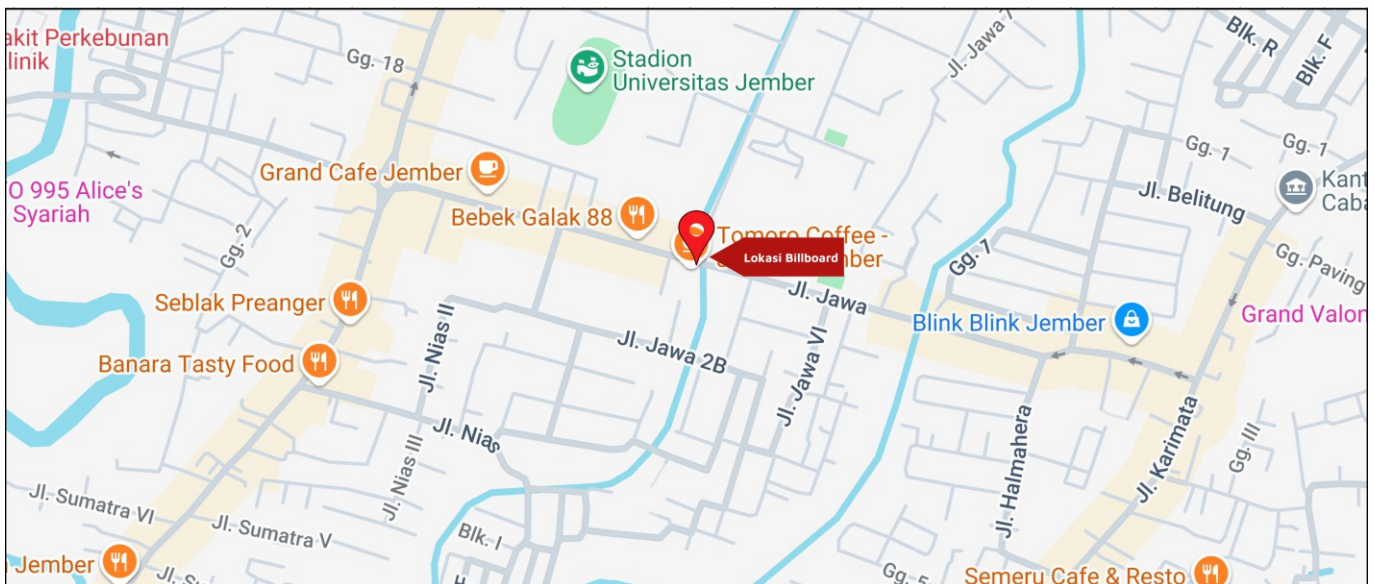 akit Perkebunan
linik
Gg. 18
Stadion
Universitas Jember
Jl. Jawa 7
Blk. R
Blk. F
Gg. 1
Gg. 1
Grand Cafe Jember
O 995 Alice's
Syariah
Gg. 2
Bebek Galak 88
Tomoro Coffee -
mber
Lokasi Billboard
Jl. Belitung
Kant
Caba
Gg. 7
Gg. Paving
Seblak Preanger
Jl. Nias II
Jl. Jawa
Blink Blink Jember
Grand Valon
Banara Tasty Food
Jl. Jawa 2B
Jl. Jawa VI
Jl. Nias
Jl. Nias III
Jl. Halmahera
Jl. Karimata
Gg. III
Jl. Sumatra VI
Jl. Sumatra V
Blk. I
Jember
Gg. 5
Semeru Cafe & Resto